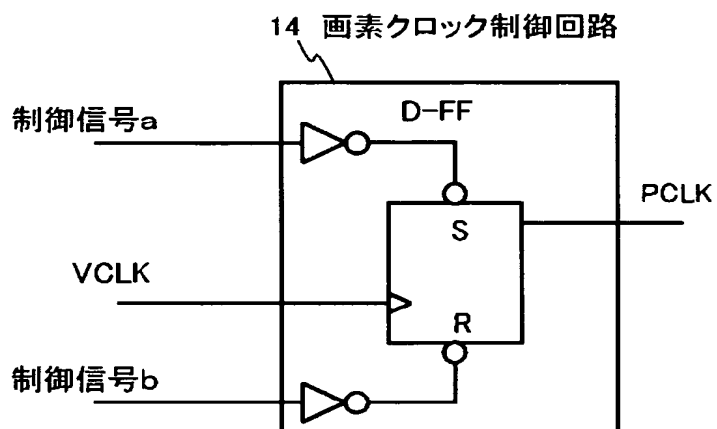 14 画素クロック制御回路
D-FF
制御信号a
S
PCLK
VCLK
R
制御信号b